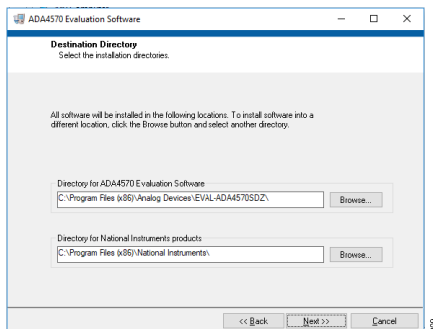 ADA4570 Evaluation Software
Destination Directory
Select the installation directories.
All software will be installed in the following locations. To install software into a
different location, click the Browse button and select another directory.
Directory for ADA4570 Evaluation Software
C:\Program Files (x86)\Analog Devices\EVAL-ADA4570SDZ\
Browse...
Directory for National Instruments products
C:\Program Files (x86)\National Instruments\
Browse...
<< Back
Next >>
Cancel